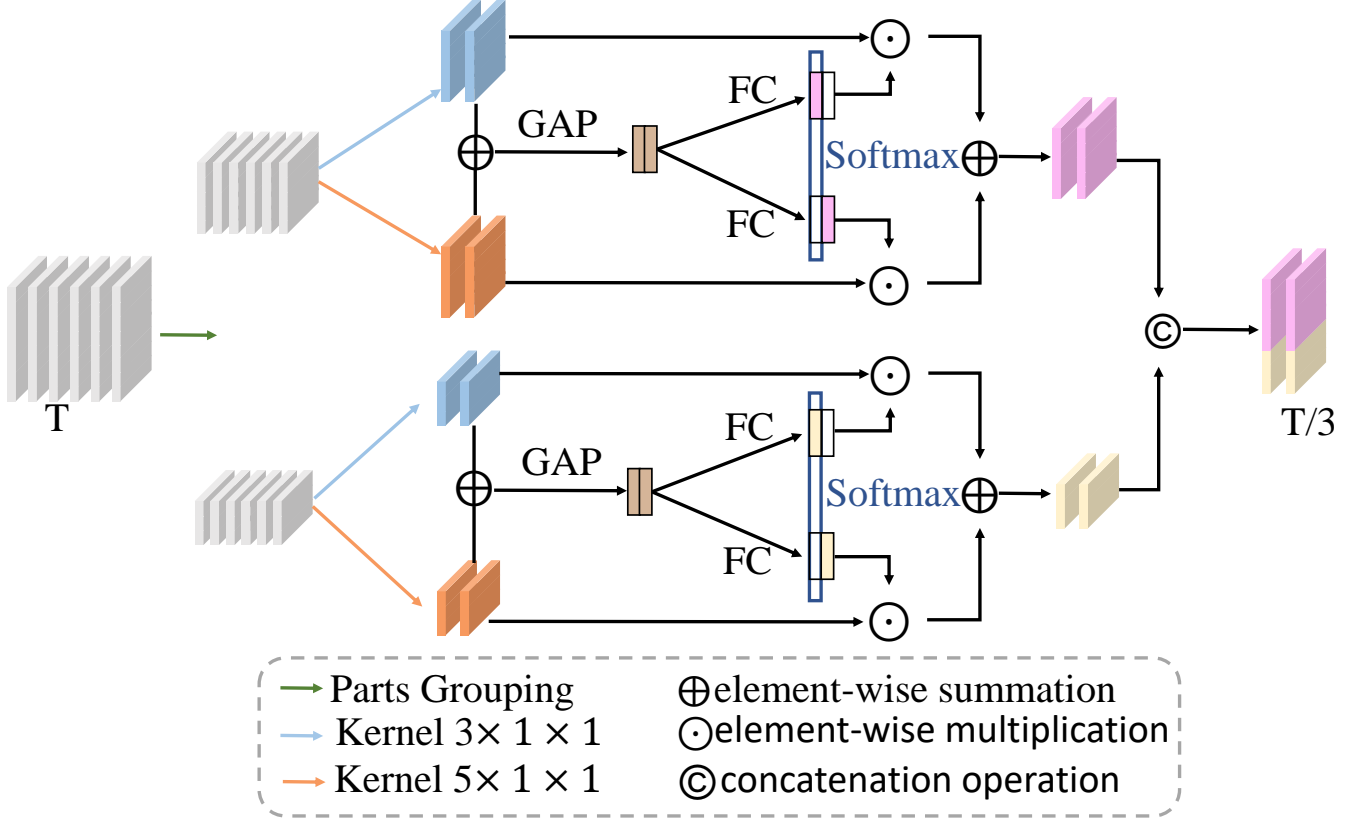 FC
GAP
Softmax
FC
T
FC
T/3
GAP
Softmax
FC
Parts Grouping
⊕element-wise summation
Kernel 3× 1 × 1
⊙element-wise multiplication
Kernel 5× 1 × 1
©concatenation operation